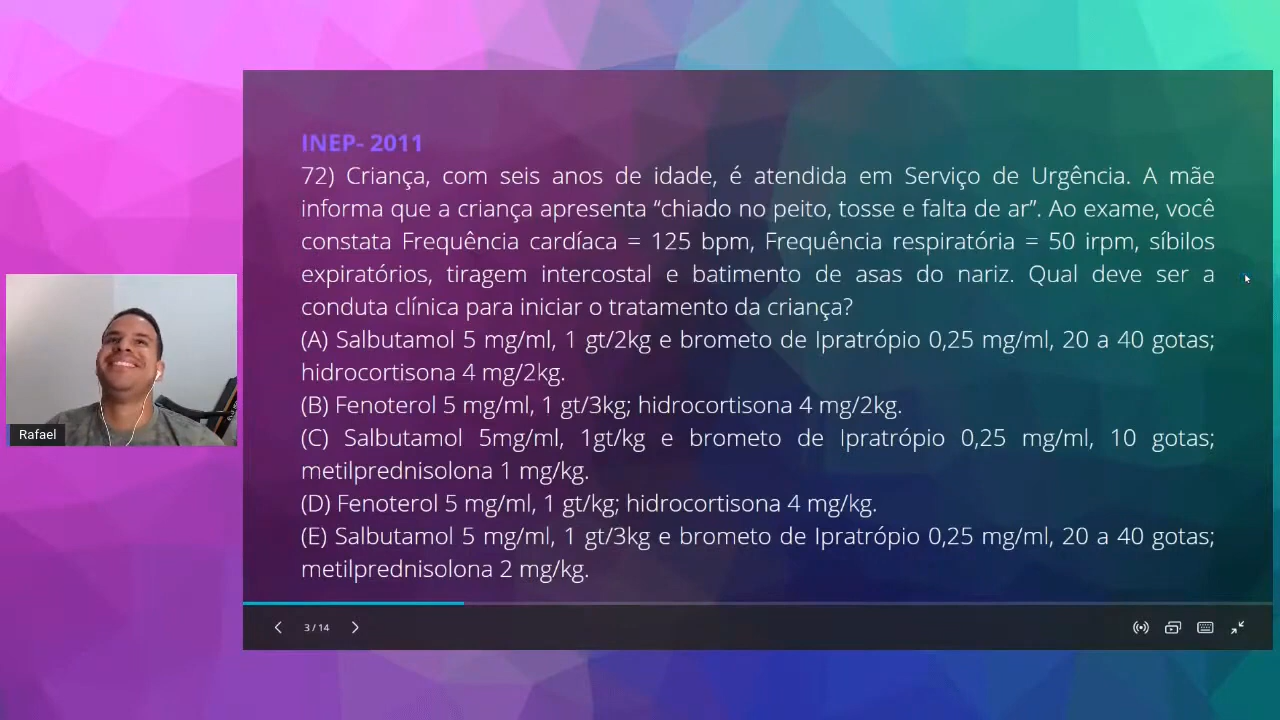 INEP- 2011
72) Criança, com seis anos de idade, é atendida em Serviço de Urgência. A mãe
informa que a criança apresenta “chiado no peito, tosse e falta de ar”. Ao exame, você
constata Frequência cardíaca = 125 bpm, Frequência respiratória = 50 irpm, síbilos
expiratórios, tiragem intercostal e batimento de asas do nariz. Qual deve ser a
conduta clínica para iniciar o tratamento da criança?
(A) Salbutamol 5 mg/ml, 1 gt/2kg e brometo de Ipratrópio 0,25 mg/ml, 20 a 40 gotas;
hidrocortisona 4 mg/2kg.
(B) Fenoterol 5 mg/ml, 1 gt/3kg; hidrocortisona 4 mg/2kg.
(C) Salbutamol 5mg/ml, 1gt/kg e brometo de Ipratrópio 0,25 mg/ml, 10 gotas;
metilprednisolona 1 mg/kg.
(D) Fenoterol 5 mg/ml, 1 gt/kg; hidrocortisona 4 mg/kg.
(E) Salbutamol 5 mg/ml, 1 gt/3kg e brometo de Ipratrópio 0,25 mg/ml, 20 a 40 gotas;
metilprednisolona 2 mg/kg.
Rafael
3 / 14